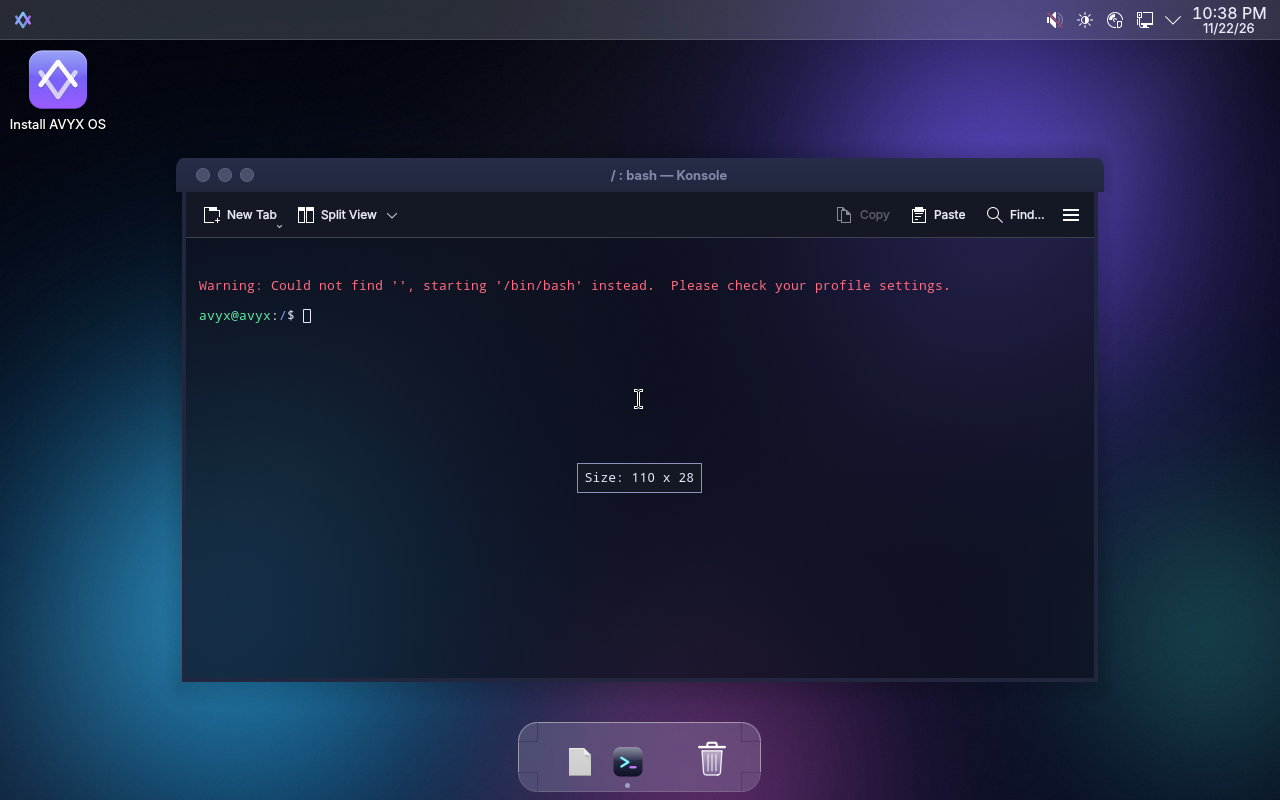 10:38 PM
11/22/26
Install AVYX OS
/ : bash — Konsole
New Tab
Split View
Copy
Paste
Find...
Warning: Could not find '', starting '/bin/bash' instead.  Please check your profile settings.
avyx@avyx:/$
Size: 110 x 28